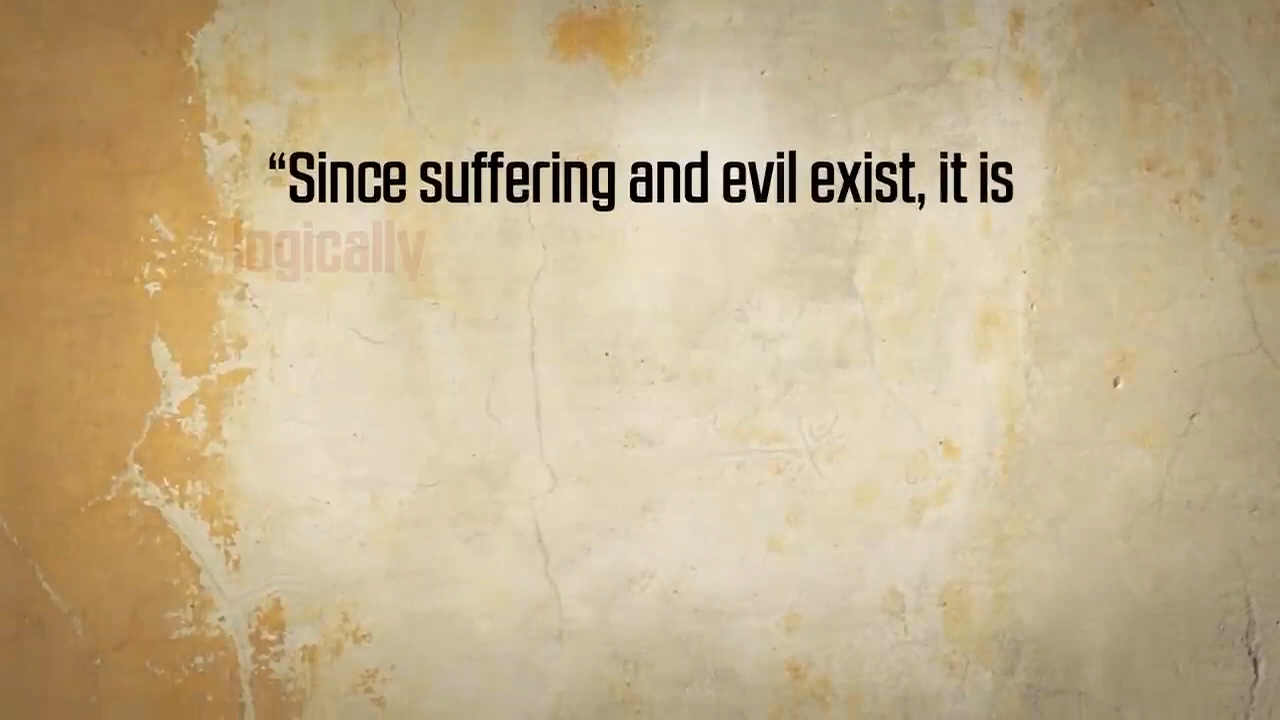 “Since suffering and evil exist, it is
logically